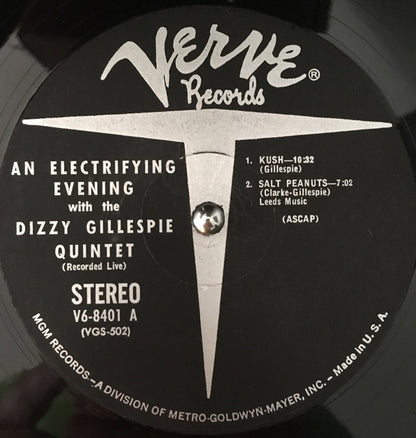 VERVE
Records ®
AN ELECTRIFYING
EVENING
with the
DIZZY GILLESPIE
QUINTET
(Recorded Live)
STEREO
V6-8401 A
(VGS-502)
1. KUSH—10:32
(Gillespie)
2. SALT PEANUTS—7:02
(Clarke-Gillespie)
Leeds Music
(ASCAP)
MGM RECORDS—A DIVISION OF METRO-GOLDWYN-MAYER, INC. – Made in U. S. A.